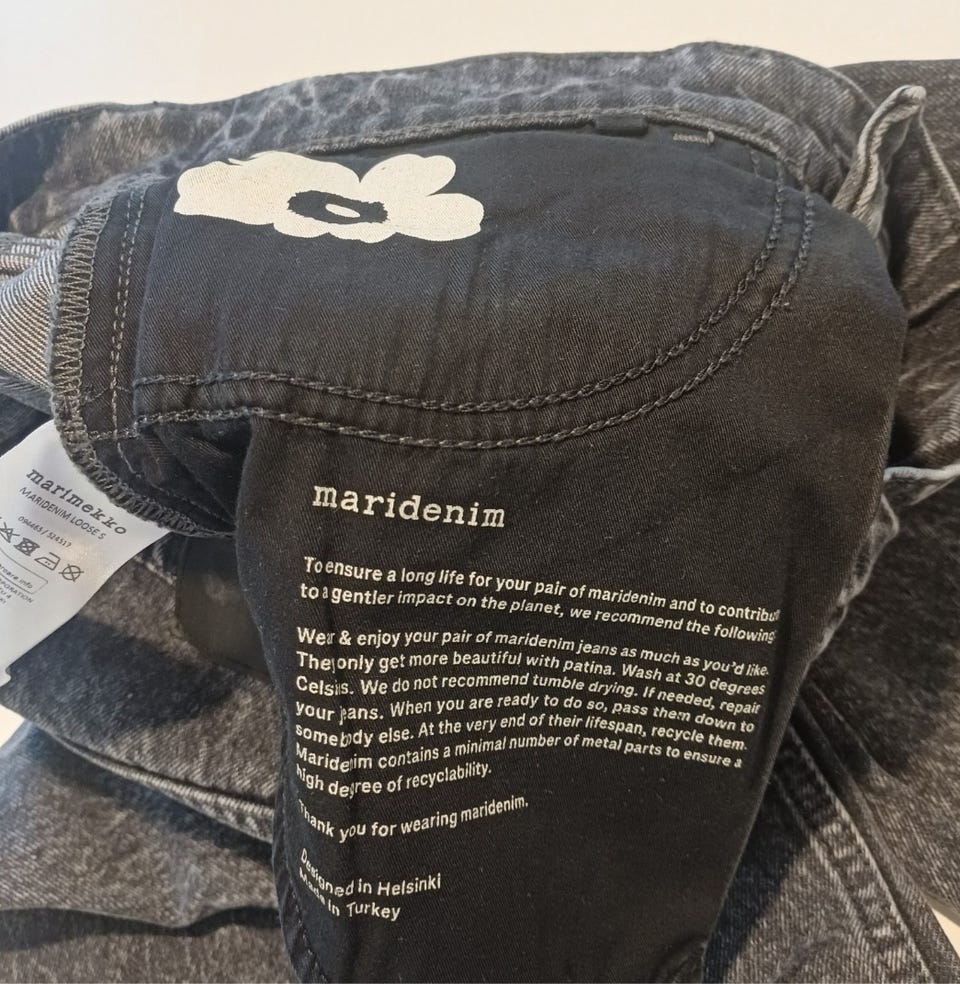 maridenim
To ensure a long life for your pair of maridenim and to contribu
to a gentler impact on the planet, we recommend the following
Wear & enjoy your pair of maridenim jeans as much as you'd like.
They only get more beautiful with patina. Wash at 30 degrees
Celsius. We do not recommend tumble drying. If needed, repair
your jeans. When you are ready to do so, pass them down to
somebody else. At the very end of their lifespan, recycle them.
Maridenim contains a minimal number of metal parts to ensure a
high degree of recyclability.
Thank you for wearing maridenim.
Designed in Helsinki
Made in Turkey
marimekko
MARIDENIM LOOSE S